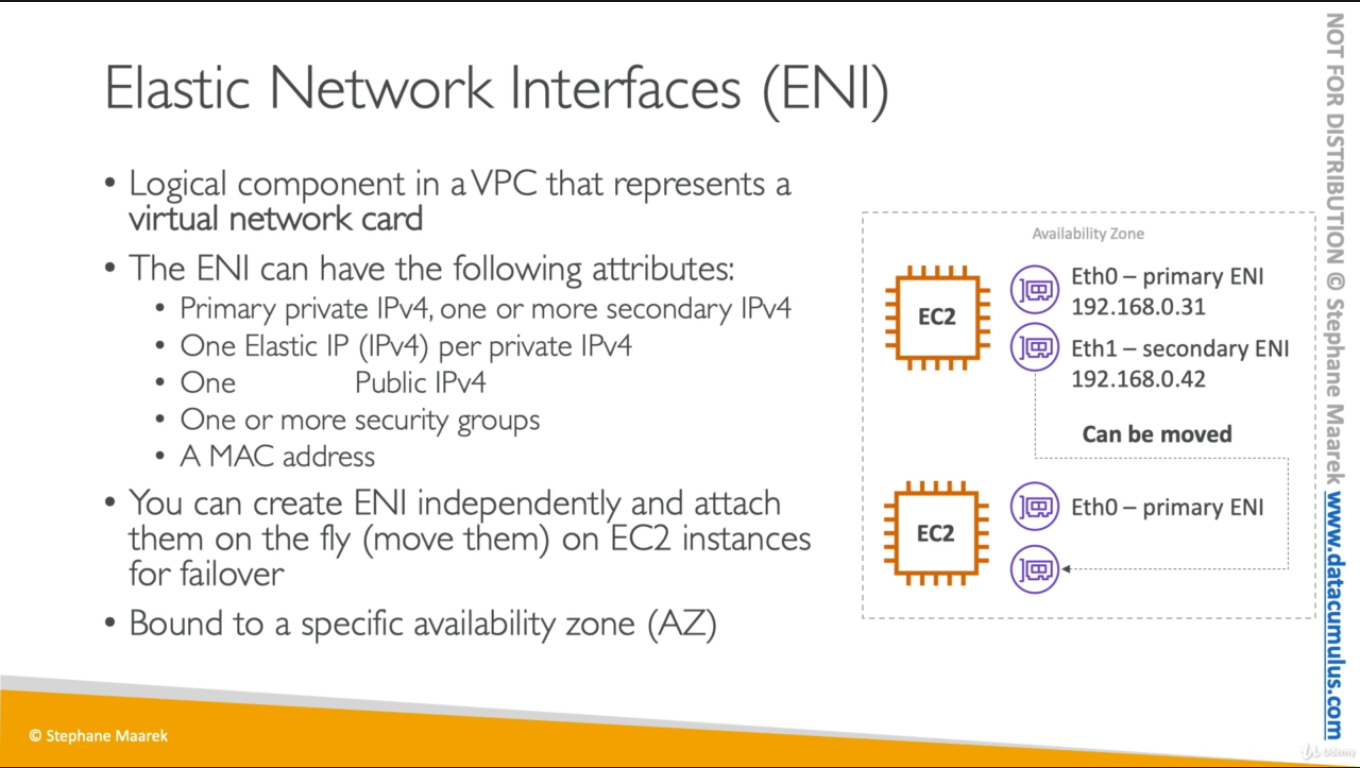 Elastic Network Interfaces (ENI)
• Logical component in a VPC that represents a
virtual network card
• The ENI can have the following attributes:
• Primary private IPv4, one or more secondary IPv4
• One Elastic IP (IPv4) per private IPv4
• One Public IPv4
• One or more security groups
• A MAC address
• You can create ENI independently and attach
them on the fly (move them) on EC2 instances
for failover
• Bound to a specific availability zone (AZ)
Availability Zone
EC2
Eth0 – primary ENI
192.168.0.31
Eth1 – secondary ENI
192.168.0.42
Can be moved
EC2
Eth0 – primary ENI
© Stephane Maarek
NOT FOR DISTRIBUTION © Stephane Maarek www.datacumulus.com
Udemy